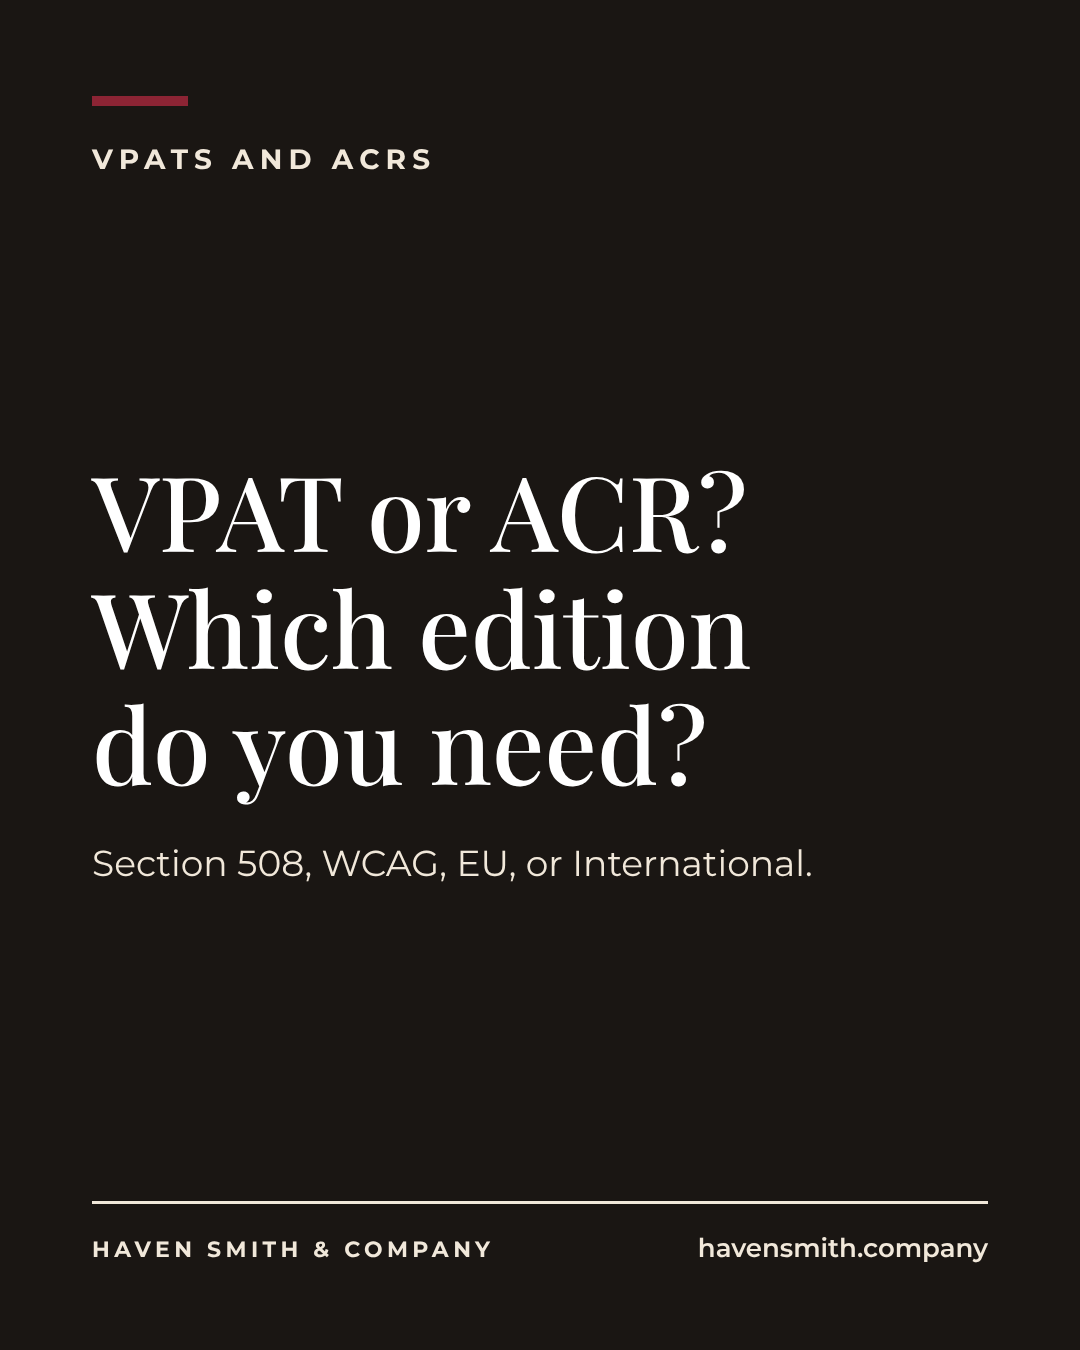 VPATS AND ACRS
VPAT or ACR?
Which edition
do you need?
Section 508, WCAG, EU, or International.
HAVEN SMITH & COMPANY
havensmith.company